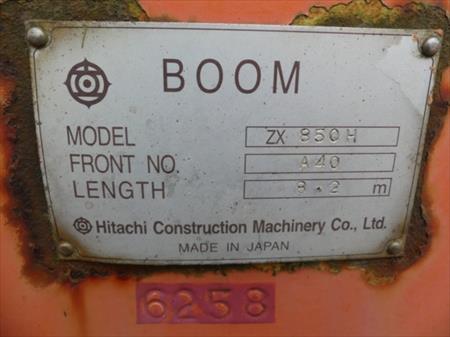 BOOM
MODEL ZX 850H
FRONT NO. A40
LENGTH 8.2 m
Hitachi Construction Machinery Co., Ltd.
MADE IN JAPAN
6258